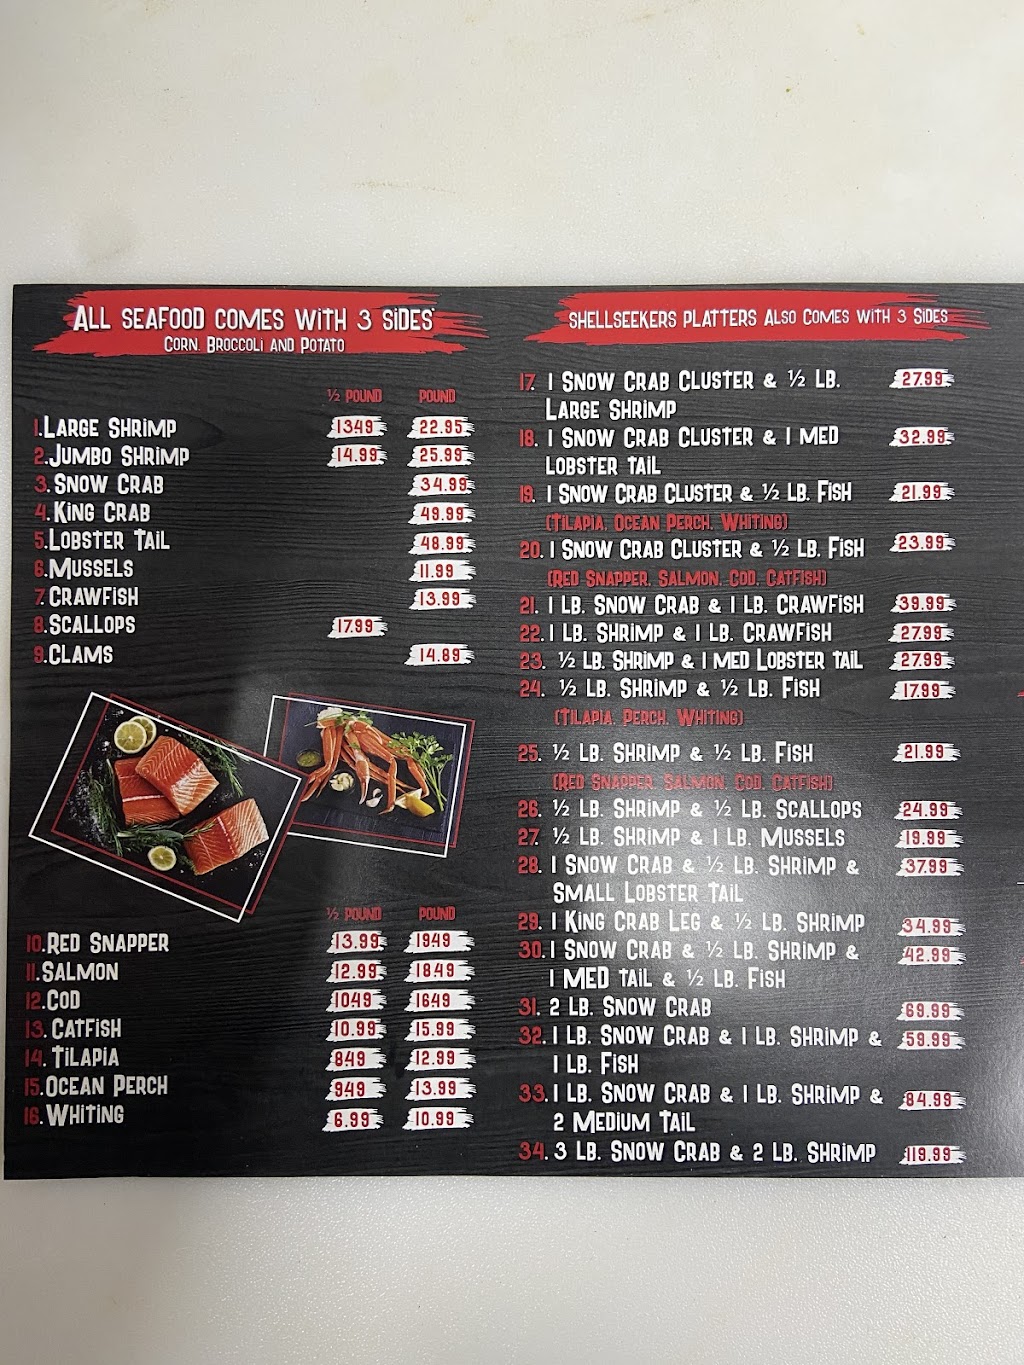 ALL SEAFOOD COMES WITH 3 SIDES*
CORN. BROCCOLI AND POTATO
½ POUND POUND
1.LARGE SHRIMP 1349 22.95
2.JUMBO SHRIMP 14.99 25.99
3.SNOW CRAB 34.99
4.KING CRAB 49.99
5.LOBSTER TAIL 48.99
6.MUSSELS 11.99
7.CRAWFISH 13.99
8.SCALLOPS 17.99
9.CLAMS 14.89
½ POUND POUND
10.RED SNAPPER 13.99 1949
11.SALMON 12.99 1849
12.COD 1049 1649
13.CATFISH 10.99 15.99
14.TILAPIA 849 12.99
15.OCEAN PERCH 949 13.99
16.WHITING 6.99 10.99
SHELLSEEKERS PLATTERS ALSO COMES WITH 3 SIDES
17. 1 SNOW CRAB CLUSTER & ½ LB. 27.99
LARGE SHRIMP
18. 1 SNOW CRAB CLUSTER & 1 MED 32.99
LOBSTER TAIL
19. 1 SNOW CRAB CLUSTER & ½ LB. FISH 21.99
(TILAPIA, OCEAN PERCH, WHITING)
20. 1 SNOW CRAB CLUSTER & ½ LB. FISH 23.99
(RED SNAPPER, SALMON, COD, CATFISH)
21. 1 LB. SNOW CRAB & 1 LB. CRAWFISH 39.99
22. 1 LB. SHRIMP & 1 LB. CRAWFISH 27.99
23. ½ LB. SHRIMP & 1 MED LOBSTER TAIL 27.99
24. ½ LB. SHRIMP & ½ LB. FISH 17.99
(TILAPIA, PERCH, WHITING)
25. ½ LB. SHRIMP & ½ LB. FISH 21.99
(RED SNAPPER, SALMON, COD, CATFISH)
26. ½ LB. SHRIMP & ½ LB. SCALLOPS 24.99
27. ½ LB. SHRIMP & 1 LB. MUSSELS 19.99
28. 1 SNOW CRAB & ½ LB. SHRIMP & 37.99
SMALL LOBSTER TAIL
29. 1 KING CRAB LEG & ½ LB. SHRIMP 34.99
30. 1 SNOW CRAB & ½ LB. SHRIMP & 42.99
1 MED TAIL & ½ LB. FISH
31. 2 LB. SNOW CRAB 69.99
32. 1 LB. SNOW CRAB & 1 LB. SHRIMP & 59.99
1 LB. FISH
33. 1 LB. SNOW CRAB & 1 LB. SHRIMP & 84.99
2 MEDIUM TAIL
34. 3 LB. SNOW CRAB & 2 LB. SHRIMP 119.99